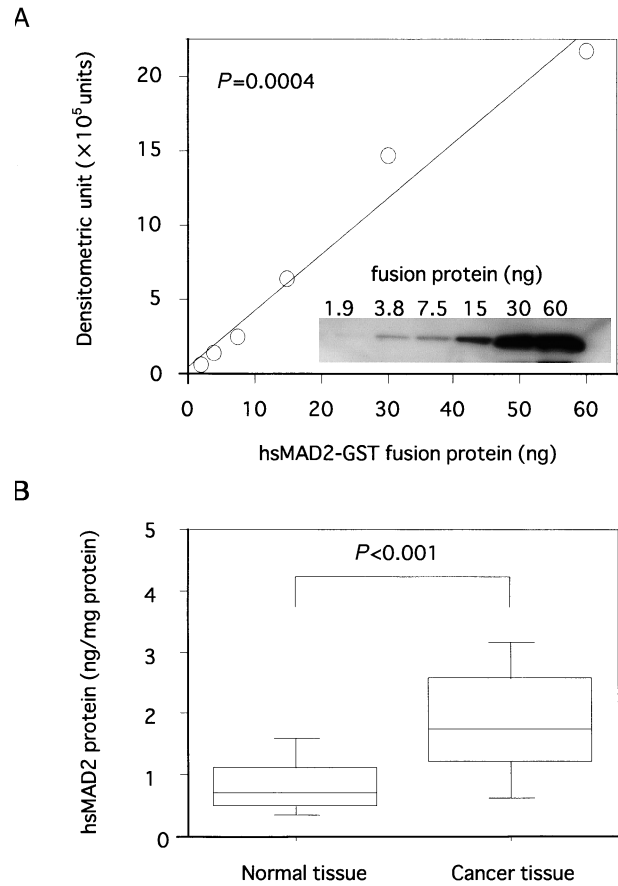 A
Densitometric unit (×10⁵units)
20
15
10
5
0
P=0.0004
fusion protein (ng)
1.9 3.8 7.5 15 30 60
0 10 20 30 40 50 60
hsMAD2-GST fusion protein (ng)
B
hsMAD2 protein (ng/mg protein)
5
4
3
2
1
0
P<0.001
Normal tissue Cancer tissue